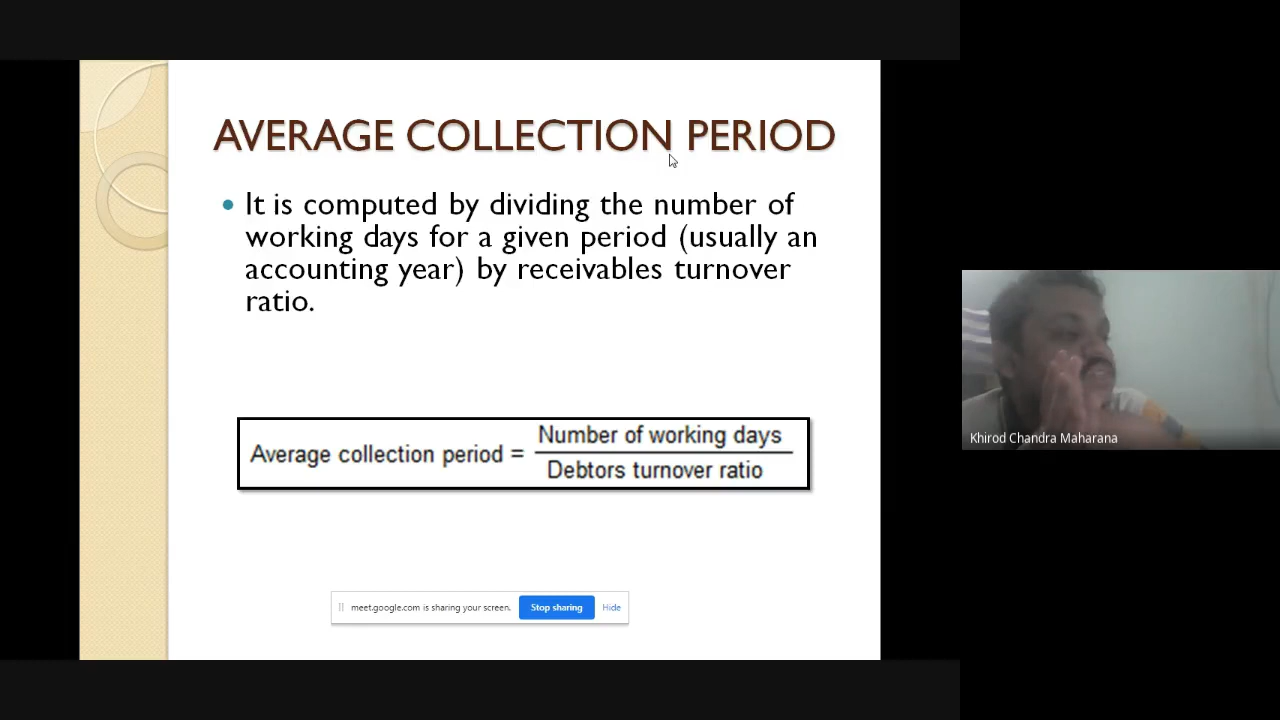 AVERAGE COLLECTION PERIOD
It is computed by dividing the number of
working days for a given period (usually an
accounting year) by receivables turnover
ratio.
Average collection period = Number of working days
Debtors turnover ratio
Khirod Chandra Maharana
meet.google.com is sharing your screen. Stop sharing Hide